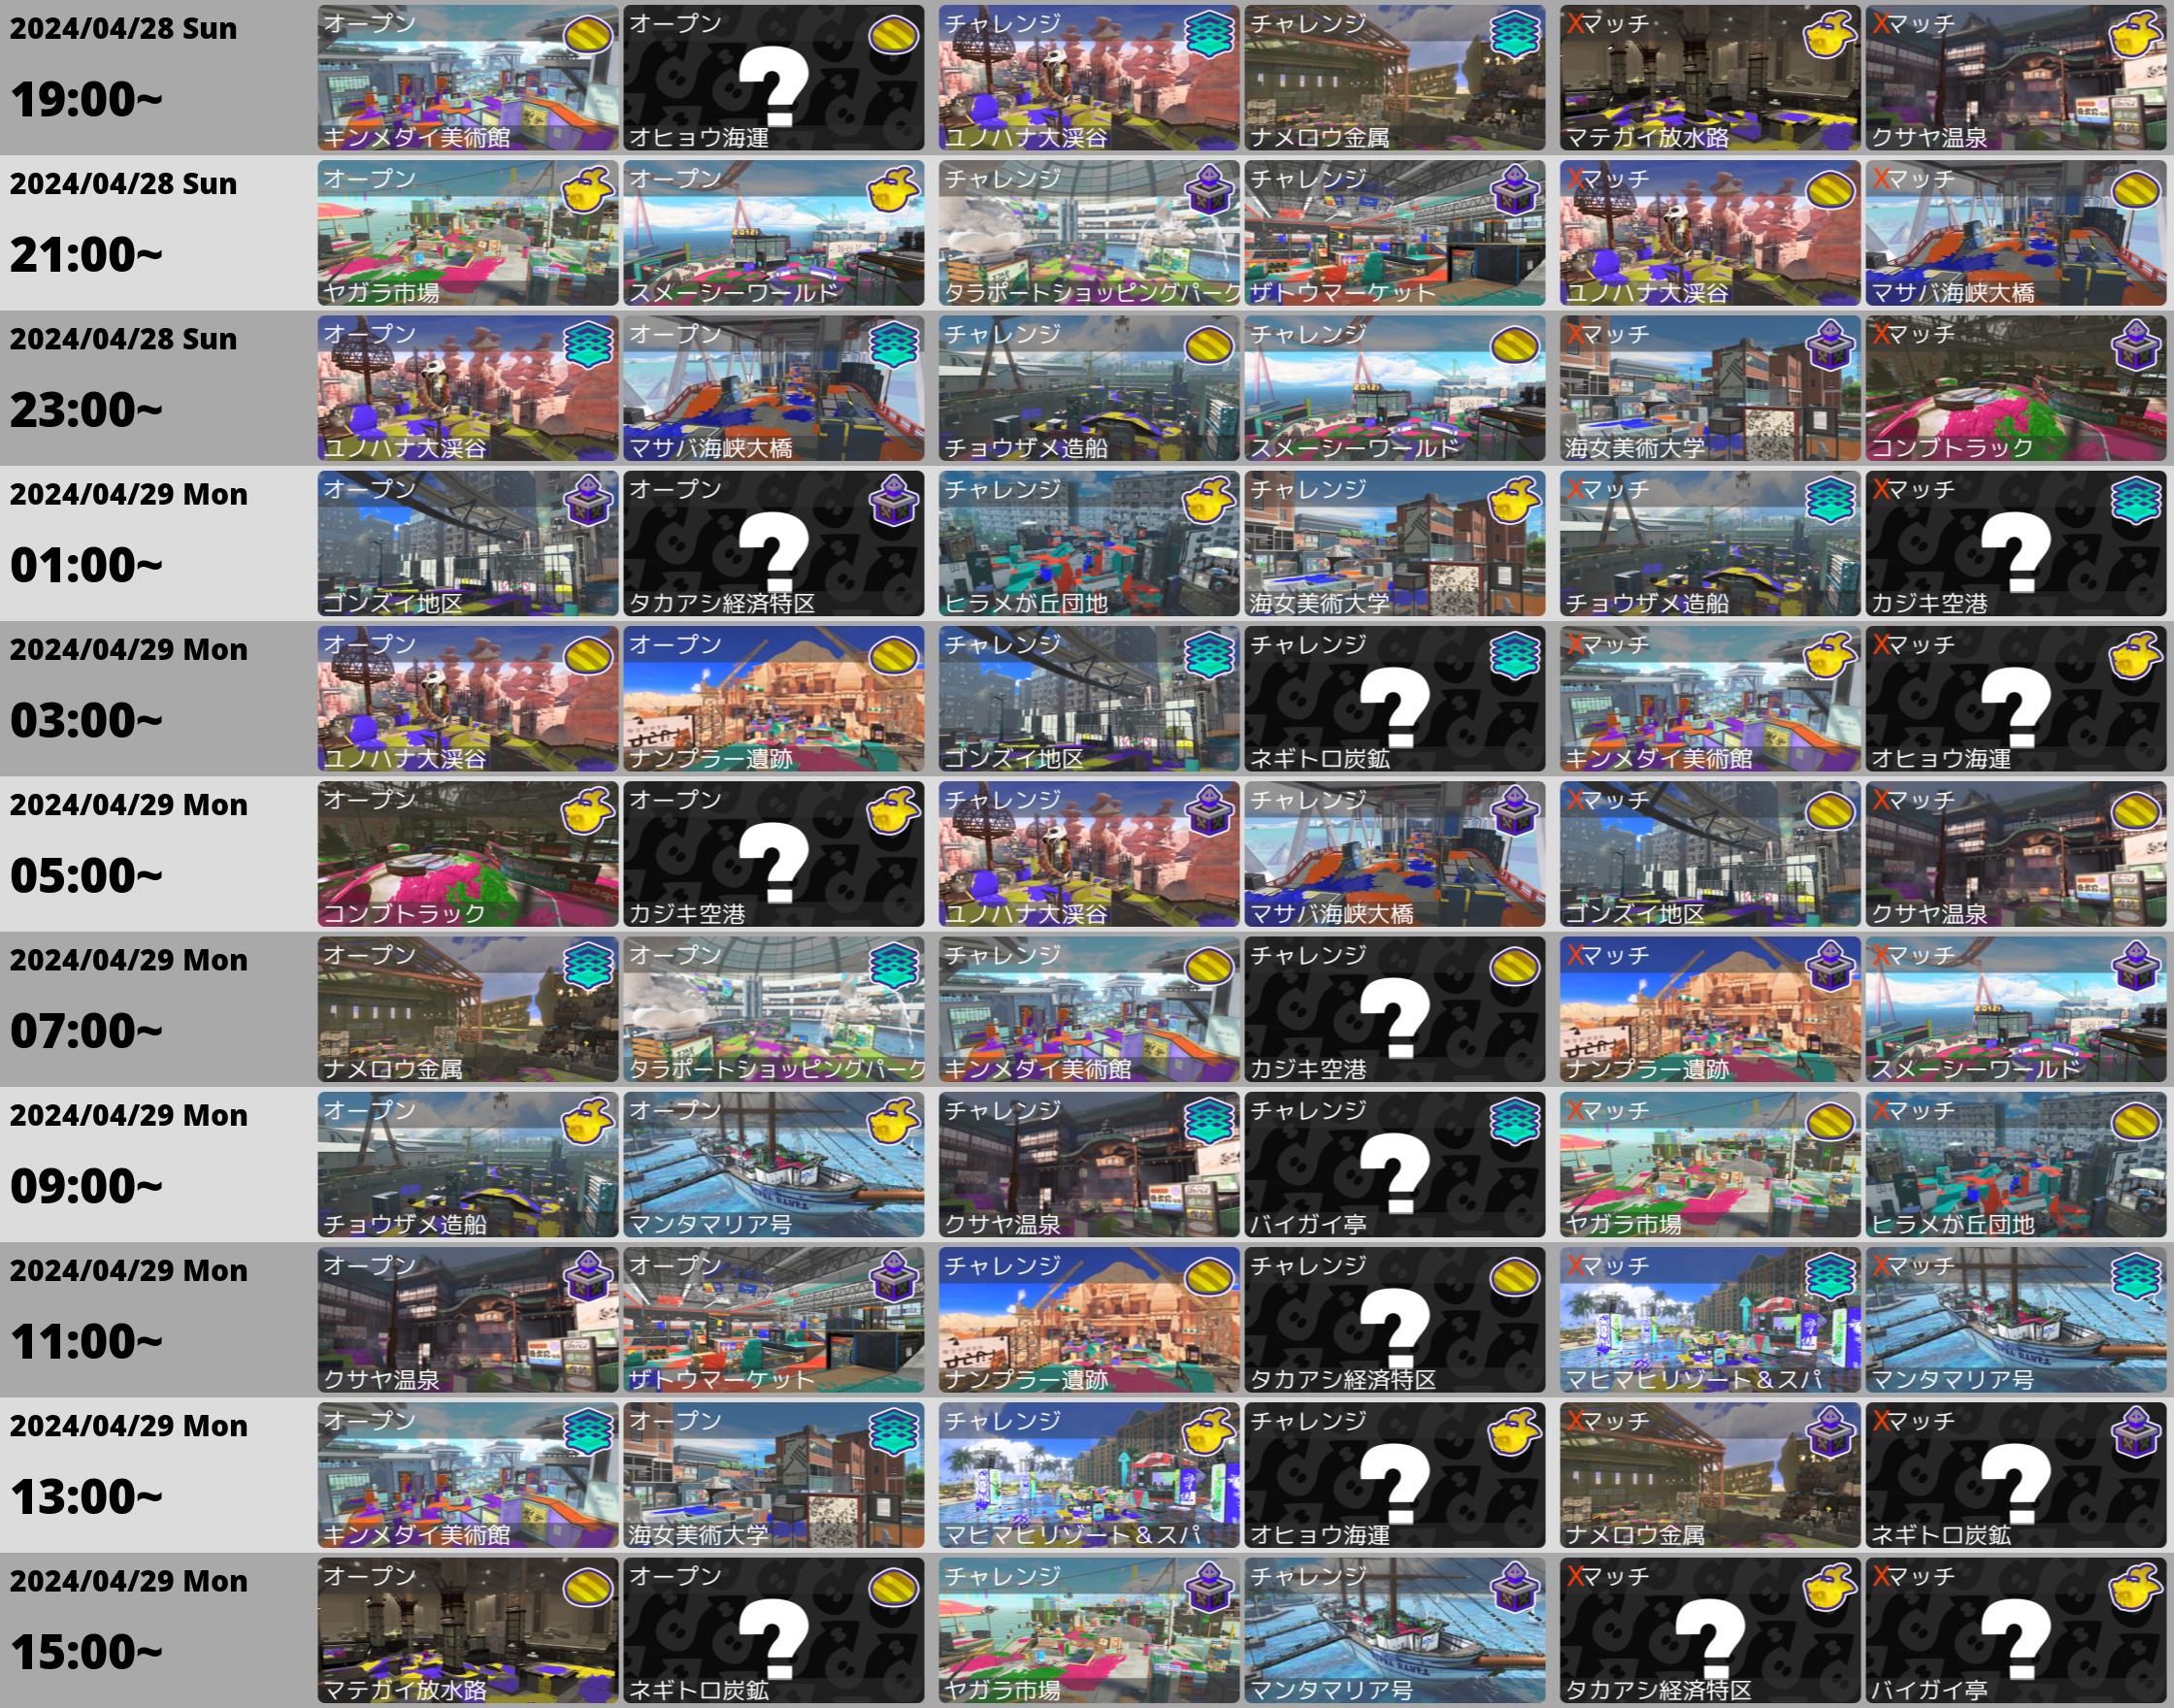 2024/04/28 Sun
19:00~
オープン
キンメダイ美術館
オープン
オヒョウ海運
チャレンジ
ユノハナ大渓谷
チャレンジ
ナメロウ金属
Xマッチ
マテガイ放水路
Xマッチ
クサヤ温泉
2024/04/28 Sun
21:00~
オープン
ヤガラ市場
オープン
スメーシーワールド
チャレンジ
タラポートショッピングパーク
チャレンジ
ザトウマーケット
Xマッチ
ユノハナ大渓谷
Xマッチ
マサバ海峡大橋
2024/04/28 Sun
23:00~
オープン
ユノハナ大渓谷
オープン
マサバ海峡大橋
チャレンジ
チョウザメ造船
チャレンジ
スメーシーワールド
Xマッチ
海女美術大学
Xマッチ
コンブトラック
2024/04/29 Mon
01:00~
オープン
ゴンズイ地区
オープン
タカアシ経済特区
チャレンジ
ヒラメが丘団地
チャレンジ
海女美術大学
Xマッチ
チョウザメ造船
Xマッチ
カジキ空港
2024/04/29 Mon
03:00~
オープン
ユノハナ大渓谷
オープン
ナンプラー遺跡
チャレンジ
ゴンズイ地区
チャレンジ
ネギトロ炭鉱
Xマッチ
キンメダイ美術館
Xマッチ
オヒョウ海運
2024/04/29 Mon
05:00~
オープン
コンブトラック
オープン
カジキ空港
チャレンジ
ユノハナ大渓谷
チャレンジ
マサバ海峡大橋
Xマッチ
ゴンズイ地区
Xマッチ
クサヤ温泉
2024/04/29 Mon
07:00~
オープン
ナメロウ金属
オープン
タラポートショッピングパーク
チャレンジ
キンメダイ美術館
チャレンジ
カジキ空港
Xマッチ
ナンプラー遺跡
Xマッチ
スメーシーワールド
2024/04/29 Mon
09:00~
オープン
チョウザメ造船
オープン
マンタマリア号
チャレンジ
クサヤ温泉
チャレンジ
バイガイ亭
Xマッチ
ヤガラ市場
Xマッチ
ヒラメが丘団地
2024/04/29 Mon
11:00~
オープン
クサヤ温泉
オープン
ザトウマーケット
チャレンジ
ナンプラー遺跡
チャレンジ
タカアシ経済特区
Xマッチ
マヒマヒリゾート＆スパ
Xマッチ
マンタマリア号
2024/04/29 Mon
13:00~
オープン
キンメダイ美術館
オープン
海女美術大学
チャレンジ
マヒマヒリゾート＆スパ
チャレンジ
オヒョウ海運
Xマッチ
ナメロウ金属
Xマッチ
ネギトロ炭鉱
2024/04/29 Mon
15:00~
オープン
マテガイ放水路
オープン
ネギトロ炭鉱
チャレンジ
ヤガラ市場
チャレンジ
マンタマリア号
Xマッチ
タカアシ経済特区
Xマッチ
バイガイ亭